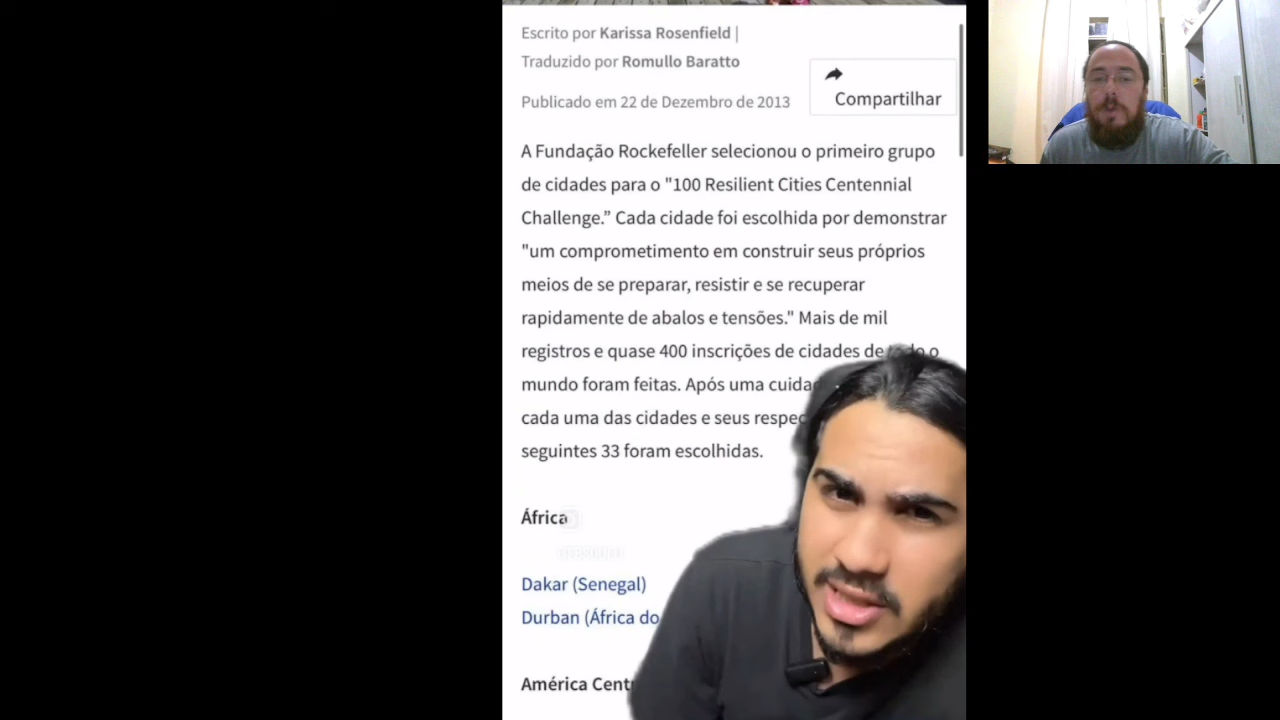 Escrito por Karissa Rosenfield |
Traduzido por Romullo Baratto
Compartilhar
Publicado em 22 de Dezembro de 2013
A Fundação Rockefeller selecionou o primeiro grupo
de cidades para o "100 Resilient Cities Centennial
Challenge.” Cada cidade foi escolhida por demonstrar
"um comprometimento em construir seus próprios
meios de se preparar, resistir e se recuperar
rapidamente de abalos e tensões." Mais de mil
registros e quase 400 inscrições de cidades de o
mundo foram feitas. Após uma
cada uma das cidades e seus
seguintes 33 foram escolhidas.
África
Dakar (Senegal)
Durban (África do
América